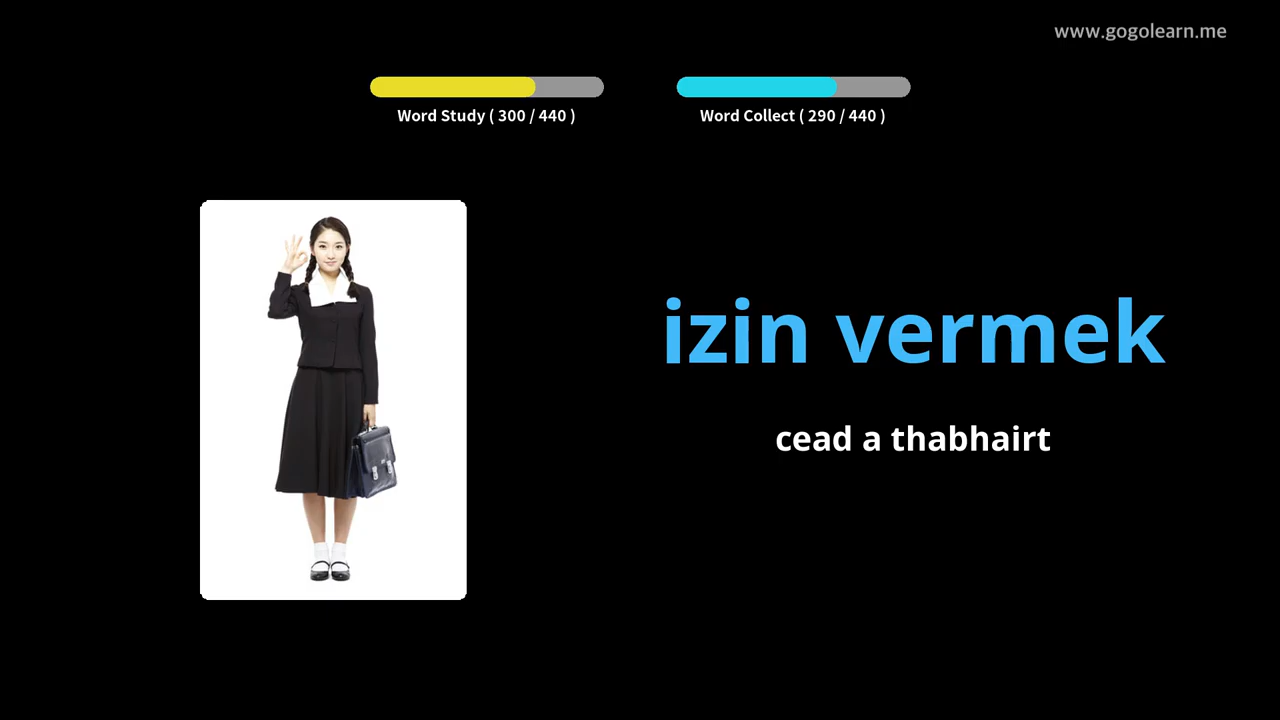 www.gogolearn.me
Word Study ( 300 / 440 )
Word Collect ( 290 / 440 )
izin vermek
cead a thabhairt